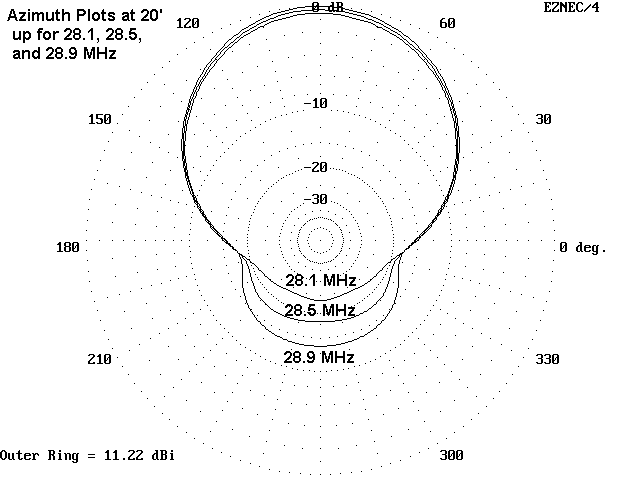 Azimuth Plots at 20'
up for 28.1, 28.5,
and 28.9 MHz
0 dB
EZNEC/4
120
60
-10
150
30
-20
-30
180
0 deg.
28.1 MHz
28.5 MHz
28.9 MHz
210
330
Outer Ring = 11.22 dBi
300